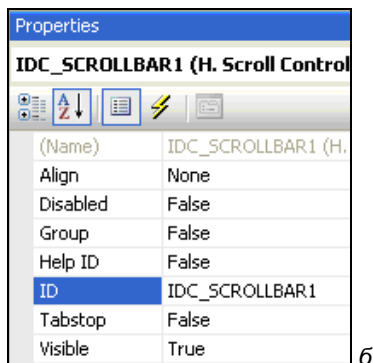 Properties
IDC_SCROLLBAR1 (H. Scroll Control
(Name) IDC_SCROLLBAR1 (H.
Align None
Disabled False
Group False
Help ID False
ID IDC_SCROLLBAR1
Tabstop False
Visible True
б